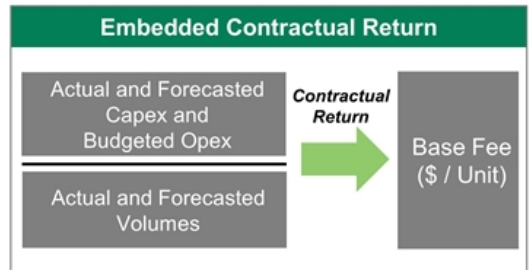 Embedded Contractual Return
Actual and Forecasted
Capex and
Budgeted Opex
Actual and Forecasted
Volumes
Contractual
Return
Base Fee
($ / Unit)